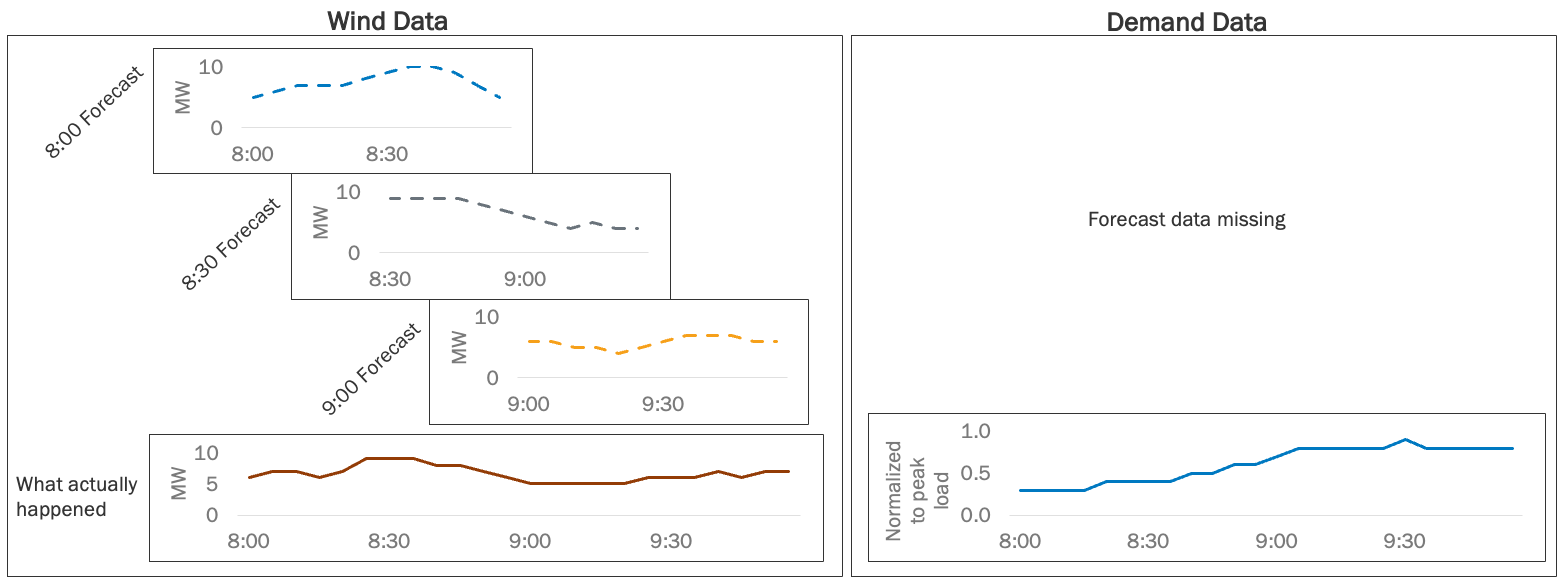 Wind Data
8:00 Forecast
MW
10
0
8:00
8:30
8:30 Forecast
MW
10
0
8:30
9:00
9:00 Forecast
MW
10
0
9:00
9:30
What actually
happened
MW
10
5
0
8:00
8:30
9:00
9:30
Demand Data
Forecast data missing
Normalized
to peak
load
1.0
0.5
0.0
8:00
8:30
9:00
9:30